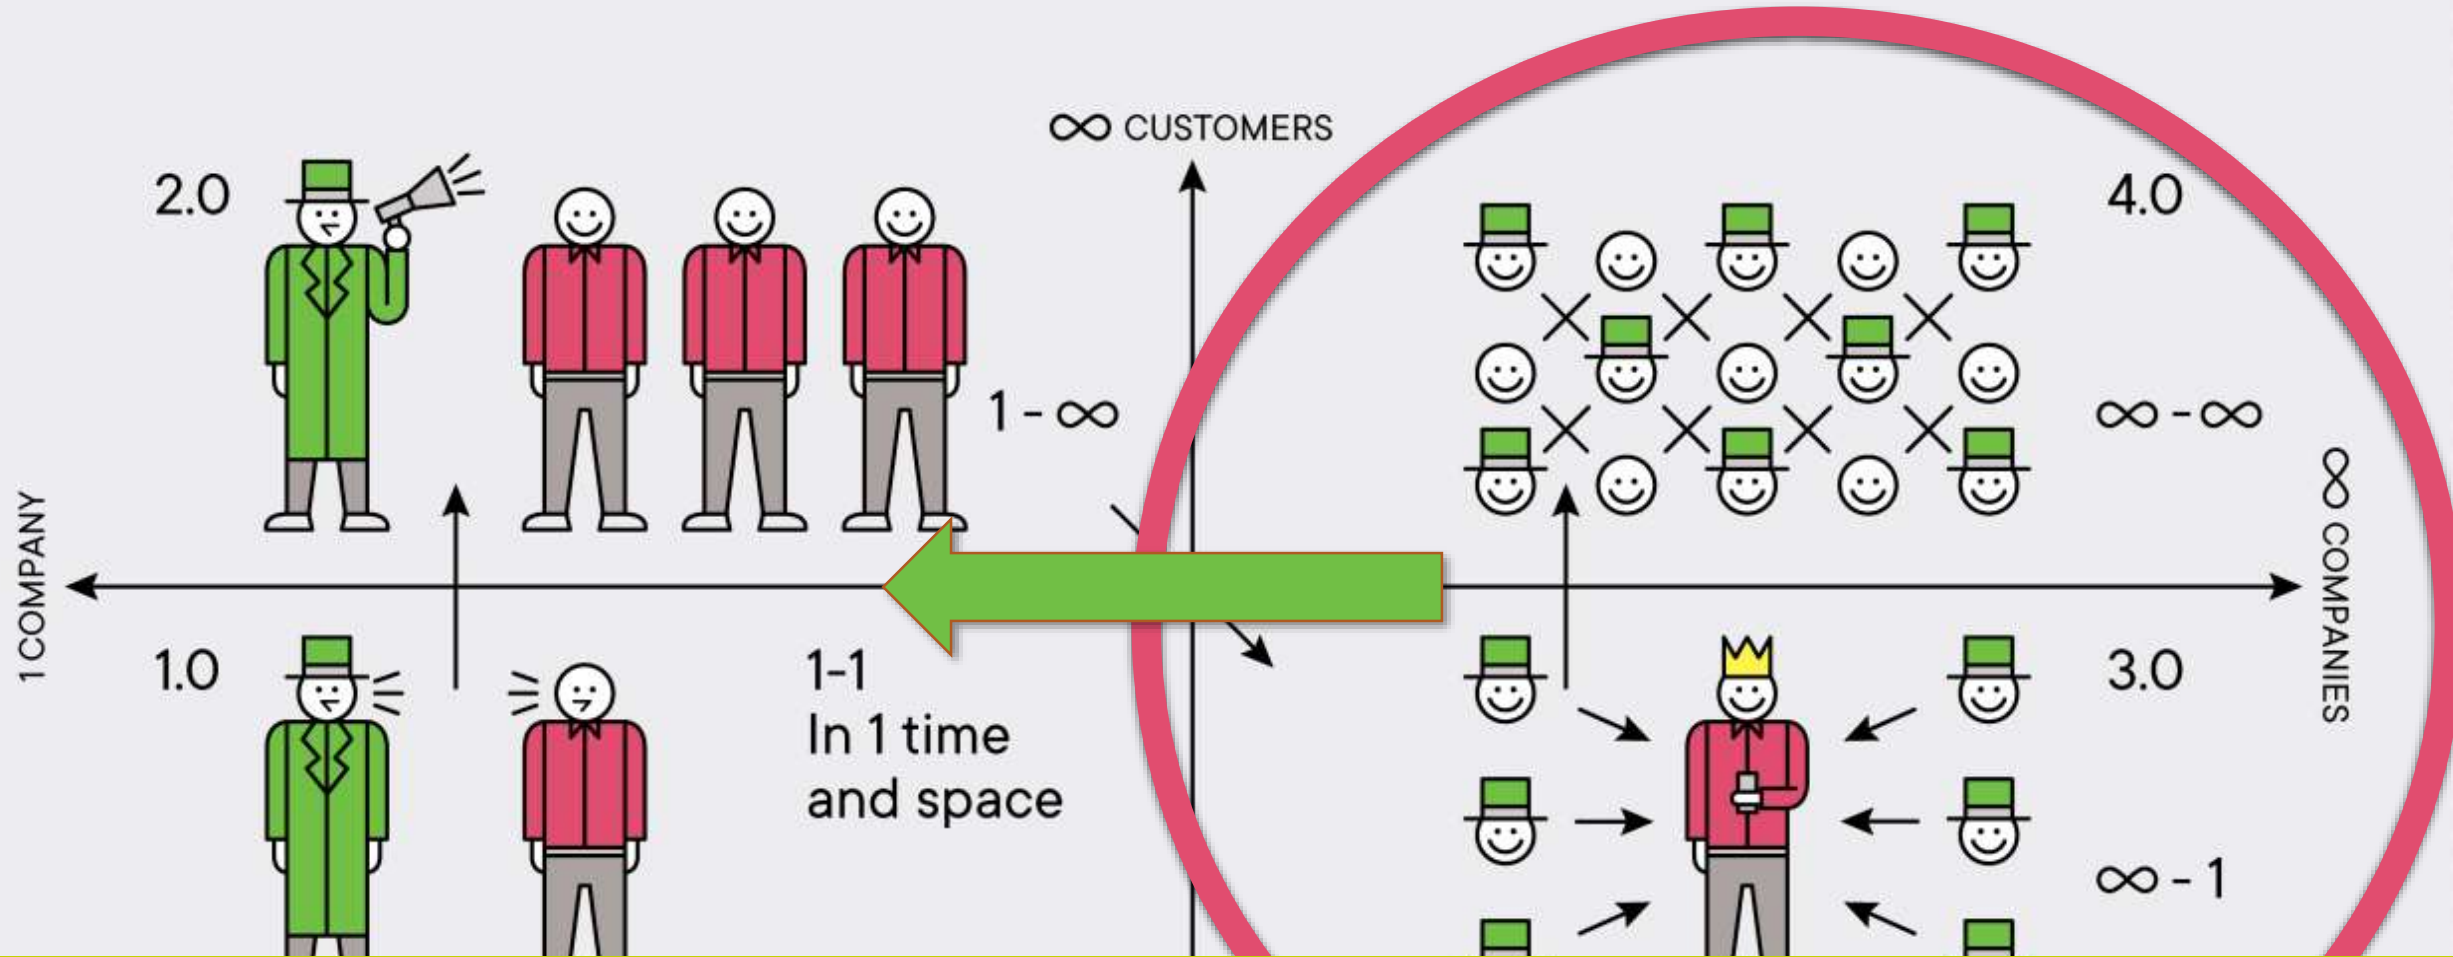 ∞ CUSTOMERS
2.0
4.0
1 - ∞
∞ - ∞
1 COMPANY
∞ COMPANIES
1.0
1-1
In 1 time
and space
3.0
∞ - 1